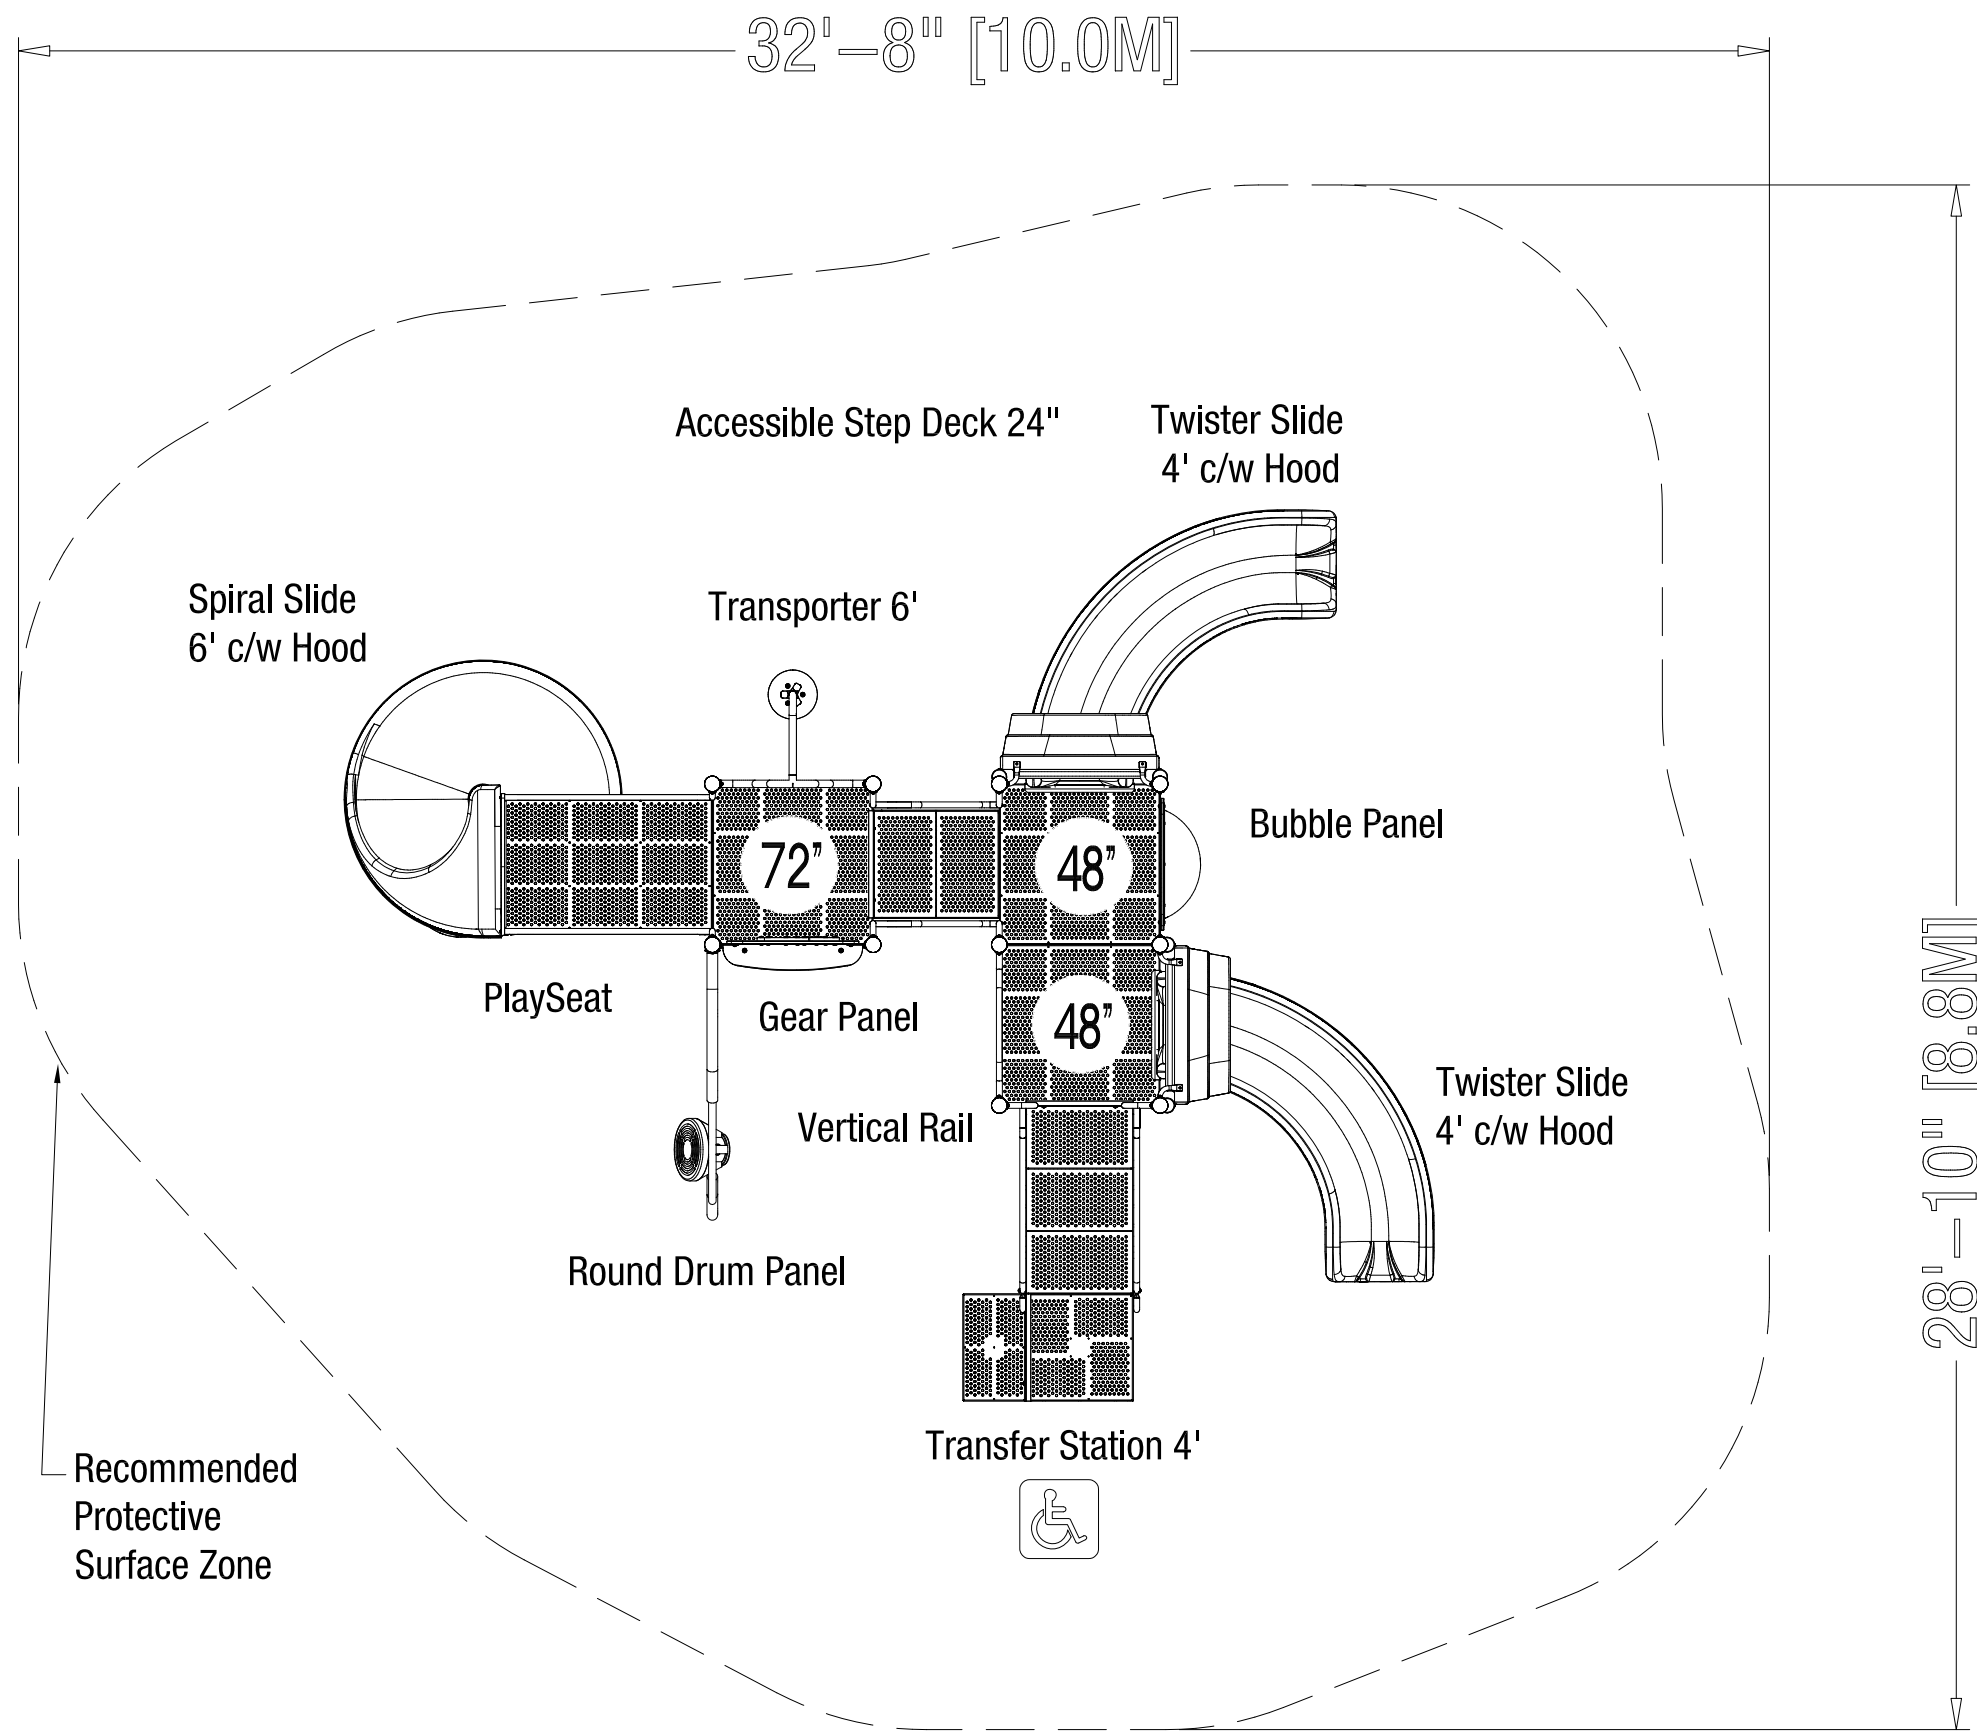 32'–8" [10.0M]
Accessible Step Deck 24"
Twister Slide
4' c/w Hood
Spiral Slide
6' c/w Hood
Transporter 6'
Bubble Panel
72”
48”
PlaySeat
Gear Panel
48”
28'–10" [8.8M]
Twister Slide
4' c/w Hood
Vertical Rail
Round Drum Panel
Transfer Station 4'
Recommended
Protective
Surface Zone